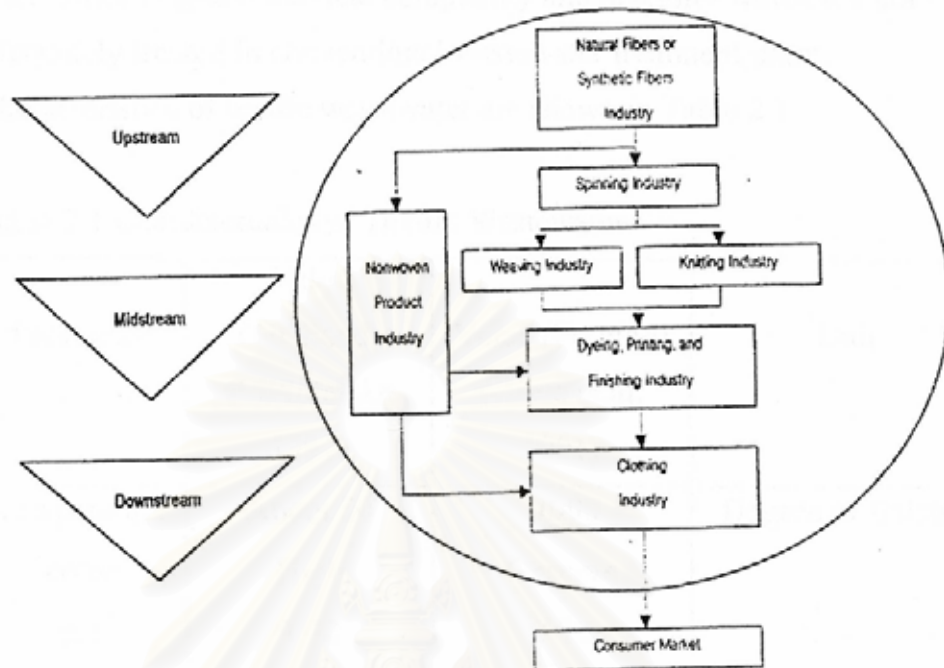 Natural Fibers or
Synthetic Fibers
Industry
Upstream
Spinning Industry
Weaving Industry
Knitting Industry
Nonwoven
Product
Industry
Midstream
Dyeing, Printing, and
Finishing Industry
Downstream
Clothing
Industry
Consumer Market